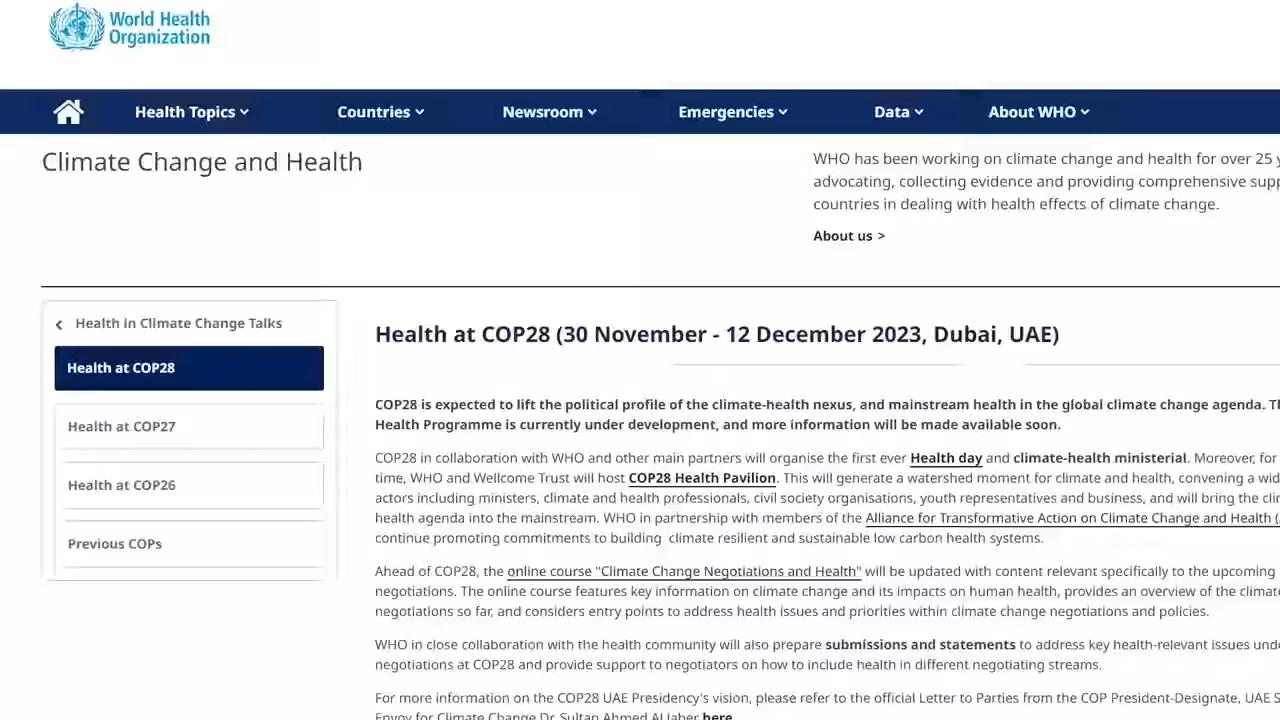 World Health
Organization
Health Topics
Countries
Newsroom
Emergencies
Data
About WHO
Climate Change and Health
WHO has been working on climate change and health for over 25
advocating, collecting evidence and providing comprehensive
countries in dealing with health effects of climate change.
About us >
Health in Climate Change Talks
Health at COP28
Health at COP27
Health at COP26
Previous COPs
Health at COP28 (30 November - 12 December 2023, Dubai, UAE)
COP28 is expected to lift the political profile of the climate-health nexus, and mainstream health in the global climate change agenda.
Health Programme is currently under development, and more information will be made available soon.
COP28 in collaboration with WHO and other main partners will organise the first ever Health day and climate-health ministerial. Moreover, for
time, WHO and Wellcome Trust will host COP28 Health Pavilion. This will generate a watershed moment for climate and health, convening a
actors including ministers, climate and health professionals, civil society organisations, youth representatives and business, and will bring the
health agenda into the mainstream. WHO in partnership with members of the Alliance for Transformative Action on Climate Change and Health
continue promoting commitments to building climate resilient and sustainable low carbon health systems.
Ahead of COP28, the online course "Climate Change Negotiations and Health" will be updated with content relevant specifically to the upcoming
negotiations. The online course features key information on climate change and its impacts on human health, provides an overview of the
negotiations so far, and considers entry points to address health issues and priorities within climate change negotiations and policies.
WHO in close collaboration with the health community will also prepare submissions and statements to address key health-relevant issues
negotiations at COP28 and provide support to negotiators on how to include health in different negotiating streams.
For more information on the COP28 UAE Presidency's vision, please refer to the official Letter to Parties from the COP President-Designate, UAE
Envoy for Climate Change Dr. Sultan Ahmed Al Jaber here